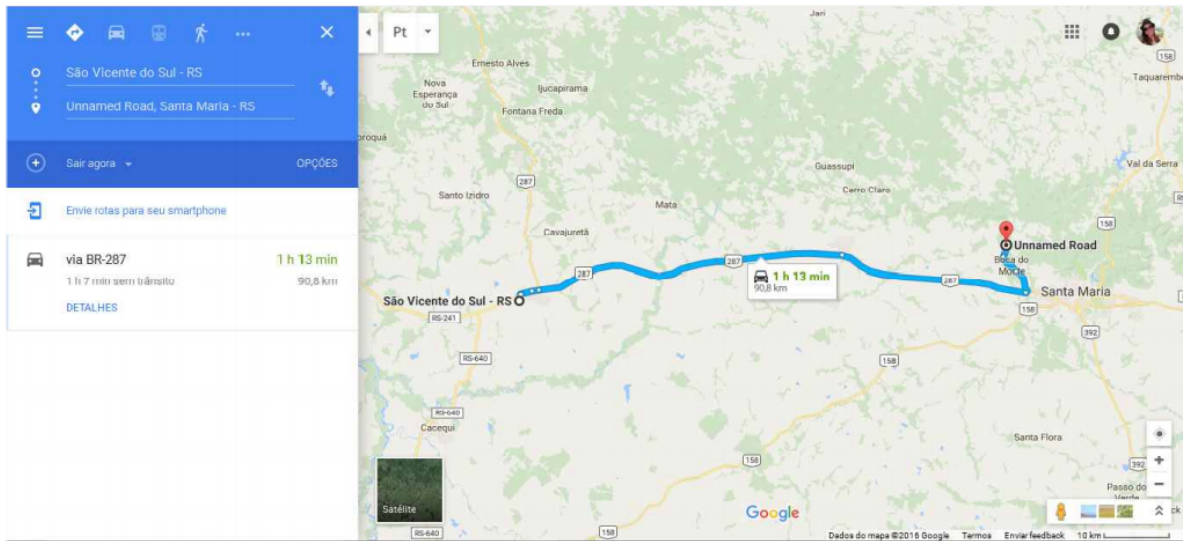 São Vicente do Sul - RS
Unnamed Road, Santa Maria - RS
Sair agora
OPÇÕES
Envie rotas para seu smartphone
via BR-287
1 h 13 min
1 h 7 min sem trânsito
90,8 km
DETALHES
Pt
Jari
158
Taquarembo
Ernesto Alves
Nova
Esperança
do Sul
Ijucapirama
Fontana Freda
oroquá
Guassupi
Val da Serra
287
Cerro Claro
Santo Izidro
Mata
158
Cavajuretã
Unnamed Road
Boca do
Monte
287
287
1 h 13 min
90,8 km
287
São Vicente do Sul - RS
Santa Maria
RS-241
158
392
RS-640
158
RS-640
Cacequi
Santa Flora
158
392
Passo do
Verde
Satélite
Google
RS-640
158
Dados do mapa ©2016 Google
Termos
Enviar feedback
10 km